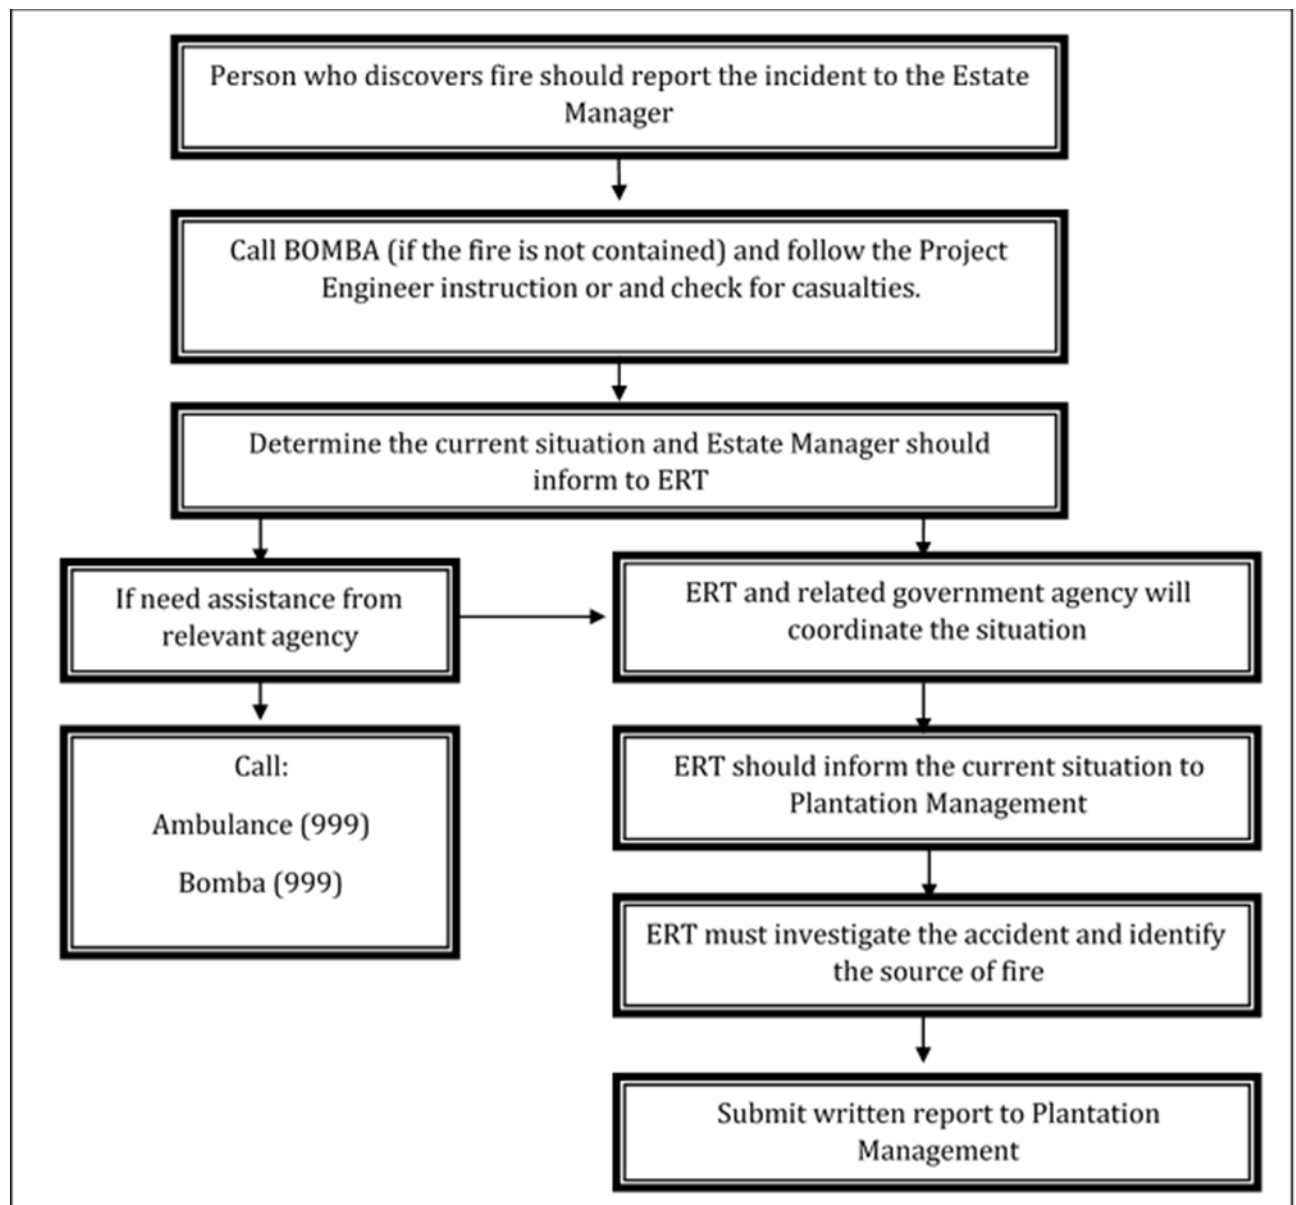 Person who discovers fire should report the incident to the Estate
Manager
Call BOMBA (if the fire is not contained) and follow the Project
Engineer instruction or and check for casualties.
Determine the current situation and Estate Manager should
inform to ERT
If need assistance from
relevant agency
ERT and related government agency will
coordinate the situation
Call:
Ambulance (999)
Bomba (999)
ERT should inform the current situation to
Plantation Management
ERT must investigate the accident and identify
the source of fire
Submit written report to Plantation
Management